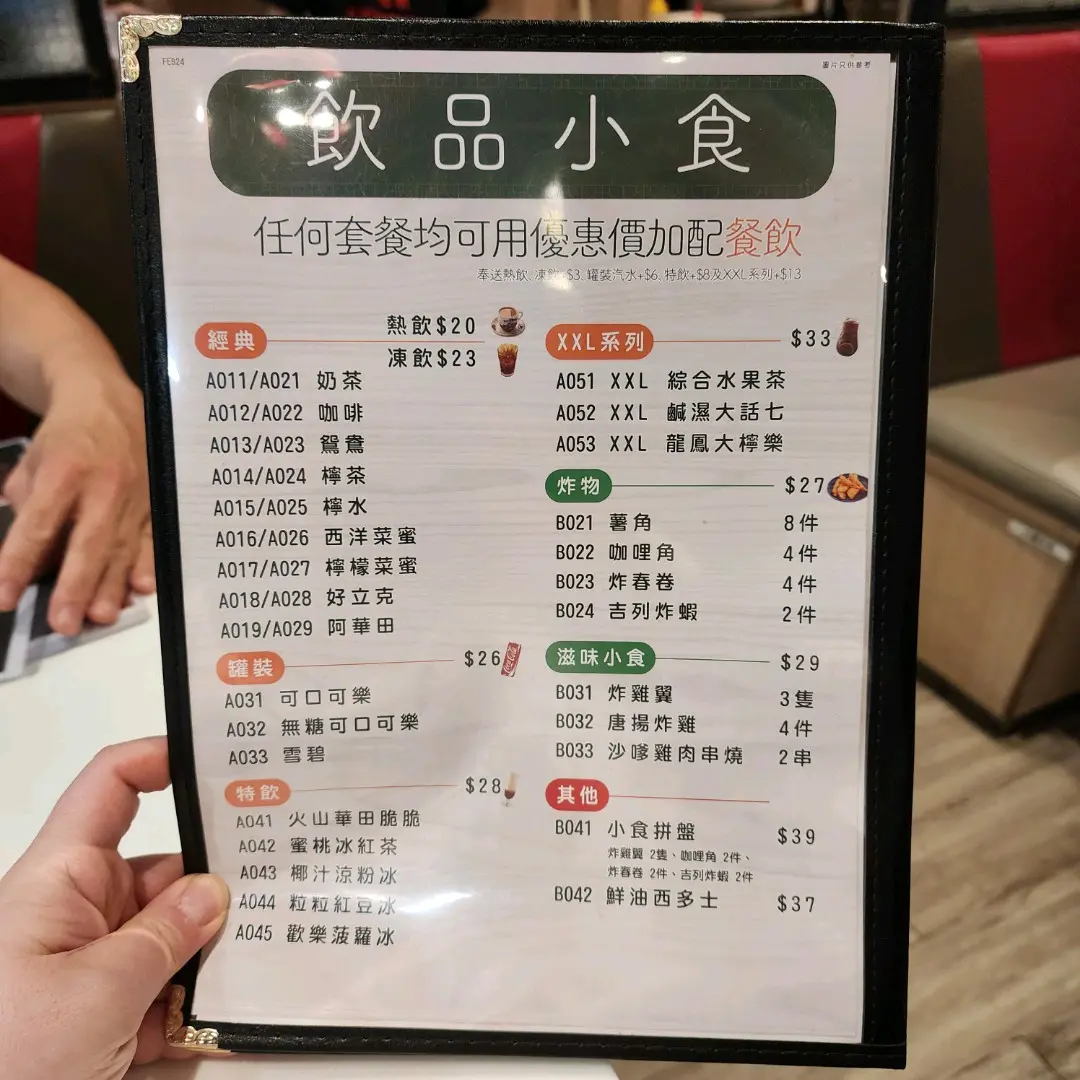 FEB24
圖片只供參考
飲品小食
任何套餐均可用優惠價加配餐飲
奉送熱飲、凍飲+$3、罐裝汽水+$6、特飲+$8及XXL系列+$13
經典
熱飲$20
凍飲$23
A011/A021 奶茶
A012/A022 咖啡
A013/A023 鴛鴦
A014/A024 檸茶
A015/A025 檸水
A016/A026 西洋菜蜜
A017/A027 檸檬菜蜜
A018/A028 好立克
A019/A029 阿華田
罐裝 $26
A031 可口可樂
A032 無糖可口可樂
A033 雪碧
特飲 $28
A041 火山華田脆脆
A042 蜜桃冰紅茶
A043 椰汁涼粉冰
A044 粒粒紅豆冰
A045 歡樂菠蘿冰
XXL系列 $33
A051 XXL 綜合水果茶
A052 XXL 鹹濕大話七
A053 XXL 龍鳳大檸樂
炸物 $27
B021 薯角 8件
B022 咖哩角 4件
B023 炸春卷 4件
B024 吉列炸蝦 2件
滋味小食 $29
B031 炸雞翼 3隻
B032 唐揚炸雞 4件
B033 沙嗲雞肉串燒 2串
其他
B041 小食拼盤 $39
炸雞翼 2隻、咖哩角 2件、
炸春卷 2件、吉列炸蝦 2件
B042 鮮油西多士 $37